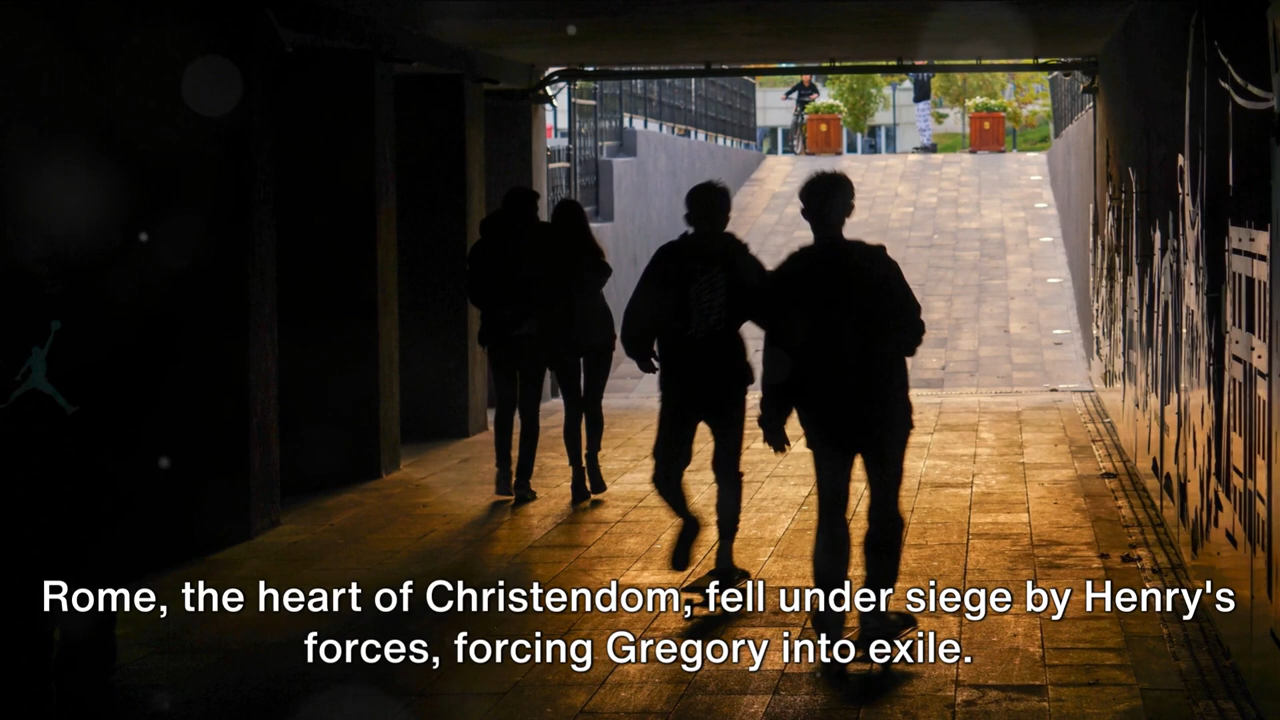 Rome, the heart of Christendom, fell under siege by Henry's
forces, forcing Gregory into exile.